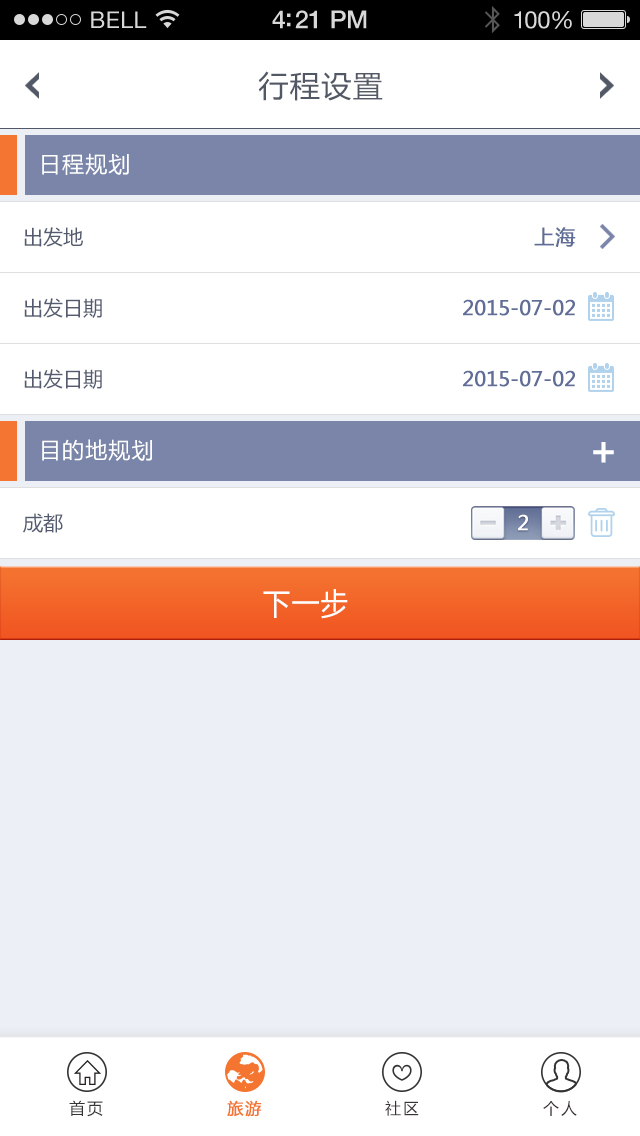 BELL 4:21 PM 100%
行程设置
日程规划
出发地 上海
出发日期 2015-07-02
出发日期 2015-07-02
目的地规划 +
成都 − 2 +
下一步
首页 旅游 社区 个人